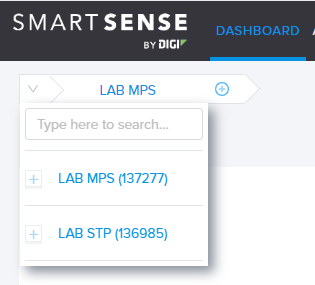 SMARTSENSE
BY DIGI
DASHBOARD
LAB MPS
Type here to search...
LAB MPS (137277)
LAB STP (136985)